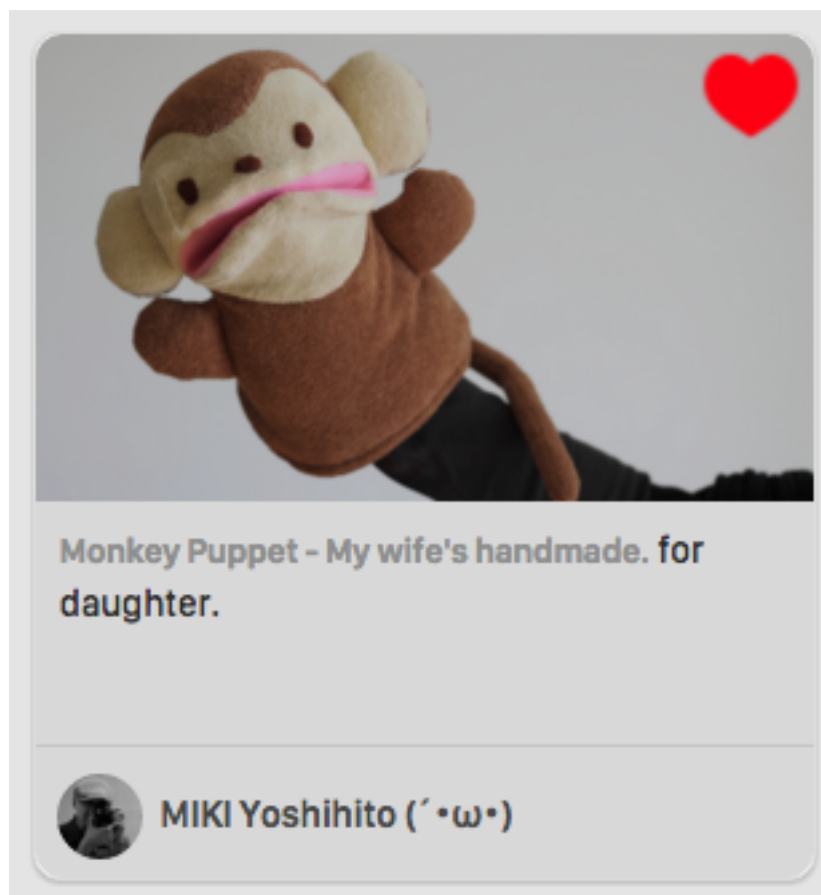 Monkey Puppet - My wife's handmade. for
daughter.
MIKI Yoshihito (´･ω･)